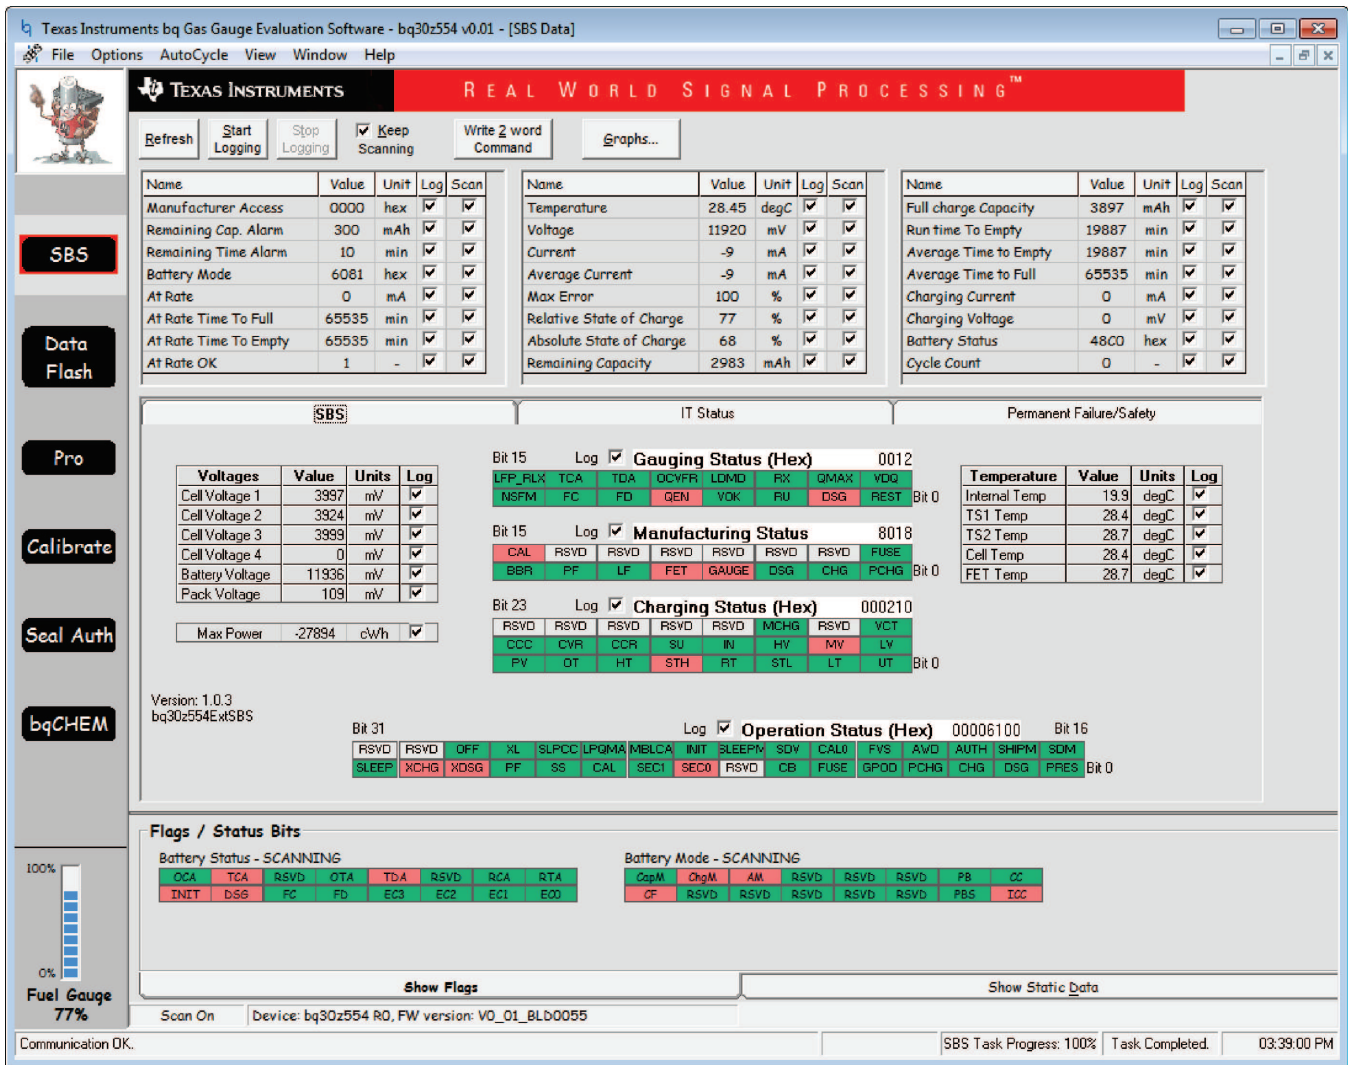 Texas Instruments bq Gas Gauge Evaluation Software - bq30z554 v0.01 - [SBS Data]
File Options AutoCycle View Window Help
TEXAS INSTRUMENTS REAL WORLD SIGNAL PROCESSING™
Refresh Start Logging Stop Logging Keep Scanning Write 2 word Command Graphs...
Name Value Unit Log Scan Name Value Unit Log Scan Name Value Unit Log Scan
Manufacturer Access 0000 hex Temperature 28.45 degC Full charge Capacity 3897 mAh
Remaining Cap. Alarm 300 mAh Voltage 11920 mV Run time To Empty 19887 min
Remaining Time Alarm 10 min Current -9 mA Average Time to Empty 19887 min
Battery Mode 6081 hex Average Current -9 mA Average Time to Full 65535 min
At Rate 0 mA Max Error 100 % Charging Current 0 mA
At Rate Time To Full 65535 min Relative State of Charge 77 % Charging Voltage 0 mV
At Rate Time To Empty 65535 min Absolute State of Charge 68 % Battery Status 48C0 hex
At Rate OK 1 - Remaining Capacity 2983 mAh Cycle Count 0 -
SBS
Data Flash
Pro
Calibrate
Seal Auth
bqCHEM
SBS IT Status Permanent Failure/Safety
Voltages Value Units Log
Cell Voltage 1 3997 mV
Cell Voltage 2 3924 mV
Cell Voltage 3 3999 mV
Cell Voltage 4 0 mV
Battery Voltage 11936 mV
Pack Voltage 109 mV
Max Power -27894 cWh
Bit 15 Log Gauging Status (Hex) 0012
LFP_RLX TCA TDA OCVFR LDMD RX QMAX VDQ
NSFM FC FD QEN VOK RU DSG REST Bit 0
Bit 15 Log Manufacturing Status 8018
CAL RSVD RSVD RSVD RSVD RSVD RSVD FUSE
BBR PF LF FET GAUGE DSG CHG PCHG Bit 0
Bit 23 Log Charging Status (Hex) 000210
RSVD RSVD RSVD RSVD RSVD MCHG RSVD VCT
CCC CVR CCR SU IN HV MV LV
PV OT HT STH RT STL LT UT Bit 0
Temperature Value Units Log
Internal Temp 19.9 degC
TS1 Temp 28.4 degC
TS2 Temp 28.7 degC
Cell Temp 28.4 degC
FET Temp 28.7 degC
Version: 1.0.3
bq30z554ExtSBS
Bit 31 Log Operation Status (Hex) 00006100 Bit 16
RSVD RSVD OFF XL SLPCC LPQMA MBLCA INIT SLEEPM SDV CAL0 FVS AWD AUTH SHIPM SDM
SLEEP XCHG XDSG PF SS CAL SEC1 SEC0 RSVD CB FUSE GPOD PCHG CHG DSG PRES Bit 0
Flags / Status Bits
Battery Status - SCANNING Battery Mode - SCANNING
OCA TCA RSVD OTA TDA RSVD RCA RTA CapM ChgM AM RSVD RSVD RSVD PB CC
INIT DSG FC FD EC3 EC2 EC1 EC0 CF RSVD RSVD RSVD RSVD RSVD PBS ICC
100%
0%
Fuel Gauge
77%
Show Flags Show Static Data
Scan On Device: bq30z554 R0, FW version: V0_01_BLD0055
Communication OK. SBS Task Progress: 100% Task Completed. 03:39:00 PM